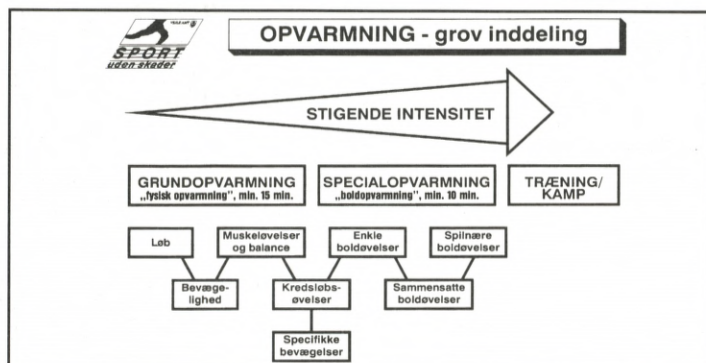 OPVARMNING - grov inddeling
SPORT
uden skader
STIGENDE INTENSITET
GRUNDOPVARMNING
„fysisk opvarmning", min. 15 min.
SPECIALOPVARMNING
„boldopvarmning", min. 10 min.
TRÆNING/
KAMP
Løb
Muskeløvelser
og balance
Enkle
boldøvelser
Spilnære
boldøvelser
Bevæge-
lighed
Kredsløbs-
øvelser
Sammensatte
boldøvelser
Specifikke
bevægelser